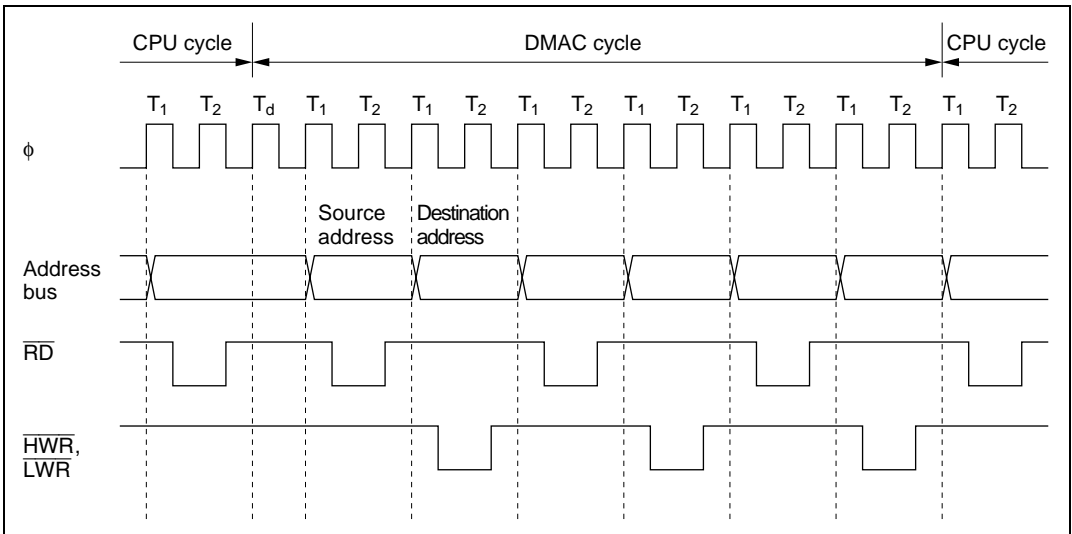 CPU cycle DMAC cycle CPU cycle
T1 T2 Td T1 T2 T1 T2 T1 T2 T1 T2 T1 T2 T1 T2 T1 T2
φ
Source address
Destination address
Address bus
RD
HWR,
LWR